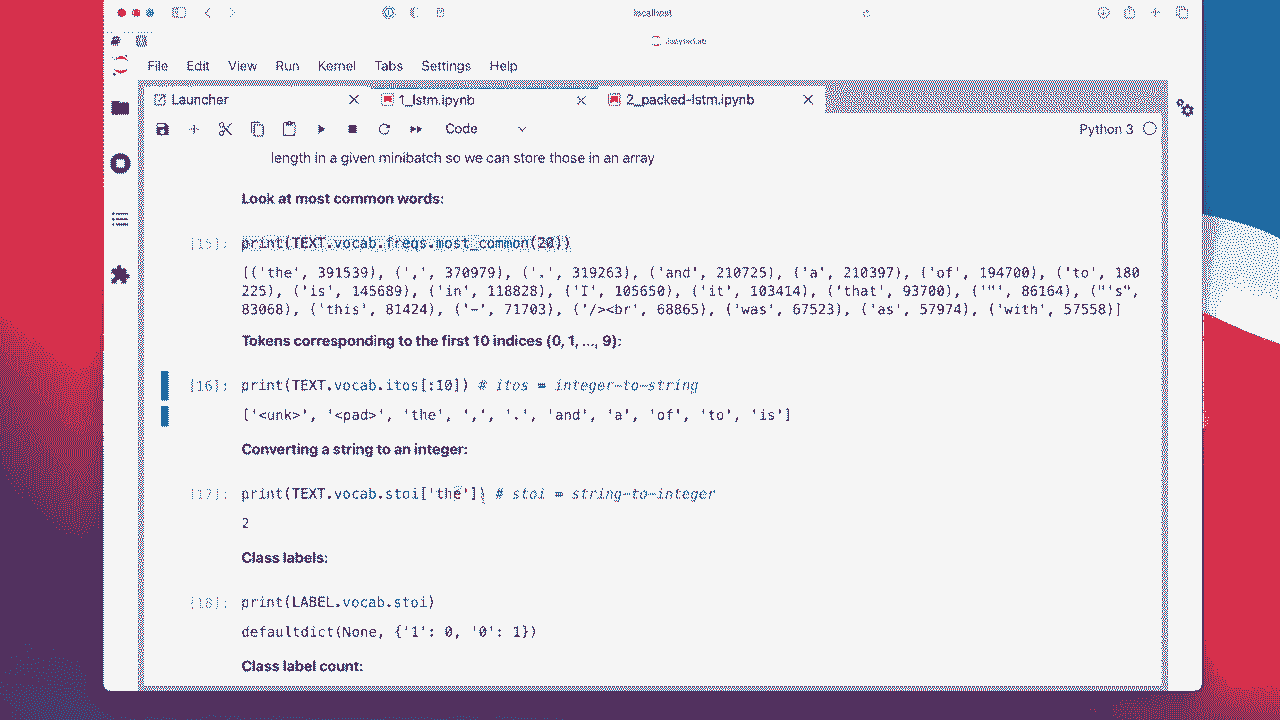 localhost
JupyterLab
File Edit View Run Kernel Tabs Settings Help
Launcher 1_lstm.ipynb 2_packed-lstm.ipynb
Code Python 3
length in a given minibatch so we can store those in an array
Look at most common words:
[15]: print(TEXT.vocab.freqs.most_common(20))
[('the', 391539), (',', 370979), ('.', 319263), ('and', 210725), ('a', 210397), ('of', 194700), ('to', 180
225), ('is', 145689), ('in', 118828), ('I', 105650), ('it', 103414), ('that', 93700), ('"', 86164), ("'s",
83068), ('this', 81424), ('-', 71703), ('/><br', 68865), ('was', 67523), ('as', 57974), ('with', 57558)]
Tokens corresponding to the first 10 indices (0, 1, ..., 9):
[16]: print(TEXT.vocab.itos[:10]) # itos = integer-to-string
['<unk>', '<pad>', 'the', ',', '.', 'and', 'a', 'of', 'to', 'is']
Converting a string to an integer:
[17]: print(TEXT.vocab.stoi['the']) # stoi = string-to-integer
2
Class labels:
[18]: print(LABEL.vocab.stoi)
defaultdict(None, {'1': 0, '0': 1})
Class label count: